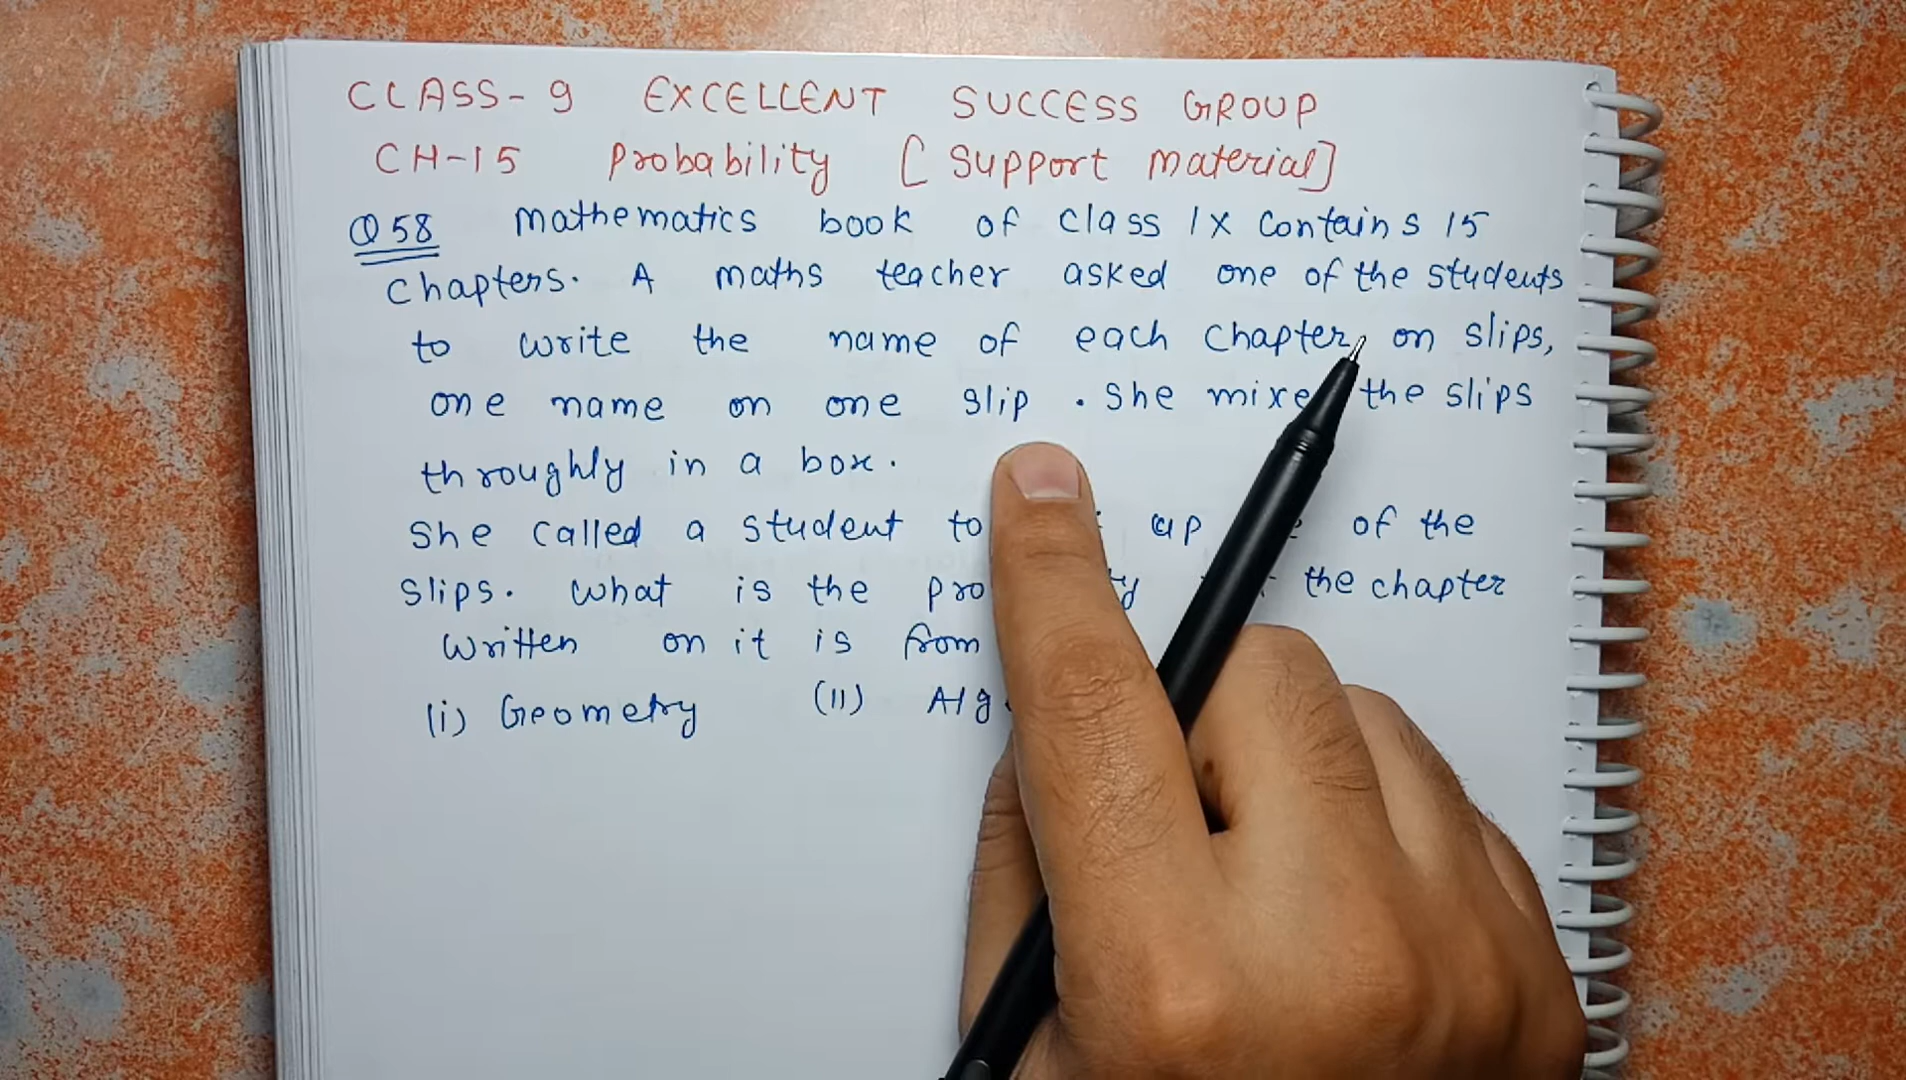 CLASS-9 EXCELLENT SUCCESS GROUP
CH-15 Probability [Support material]
Q58 Mathematics book of class IX contains 15
chapters. A maths teacher asked one of the students
to write the name of each chapter on slips,
one name on one slip. She mixe the slips
throughly in a box.
She called a student to up of the
slips. What is the the chapter
written on it is from
(i) Geometry (II)